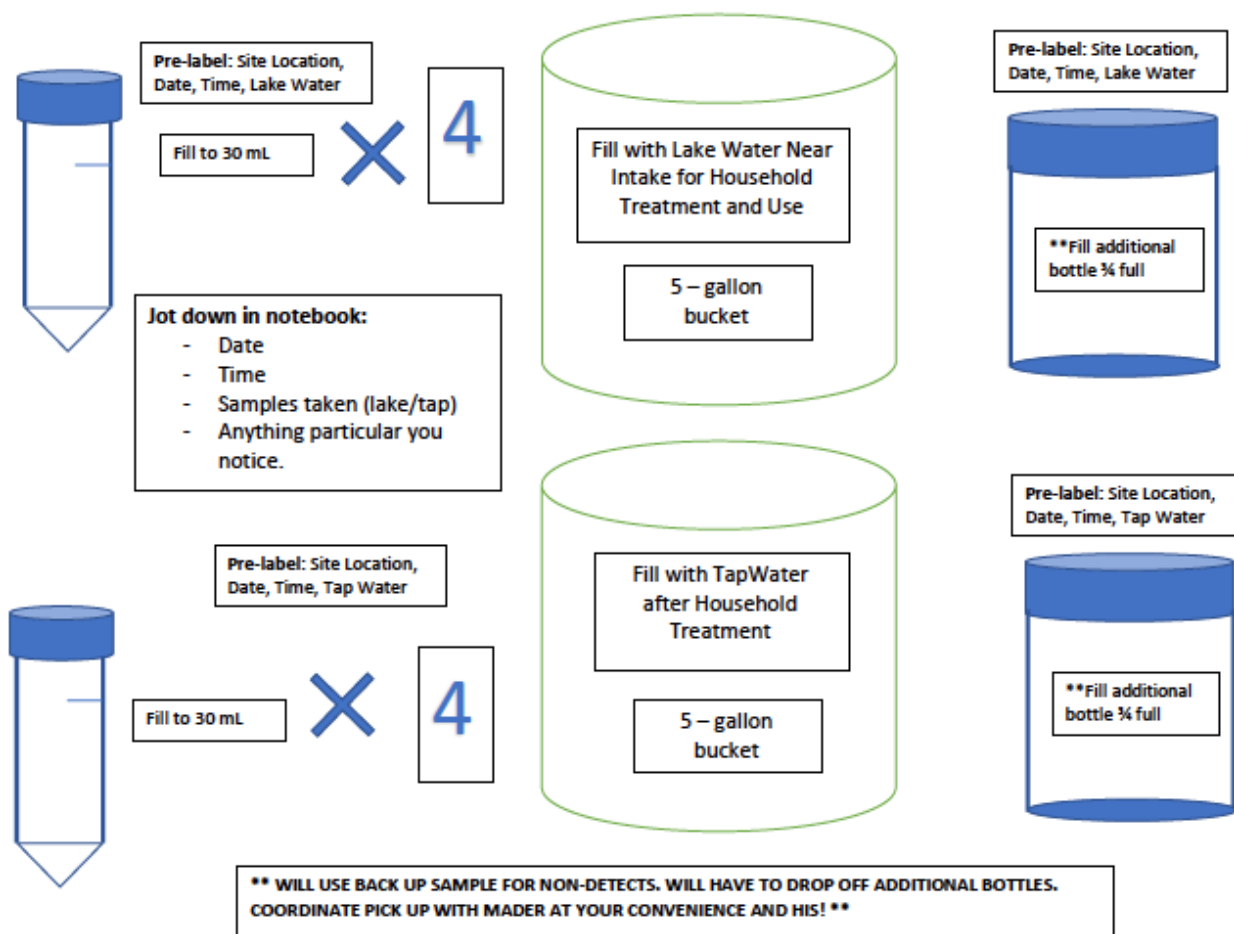 Pre-label: Site Location,
Date, Time, Lake Water
Fill to 30 mL
4
Fill with Lake Water Near
Intake for Household
Treatment and Use
5 – gallon
bucket
Pre-label: Site Location,
Date, Time, Lake Water
**Fill additional
bottle ¾ full
Jot down in notebook:
- Date
- Time
- Samples taken (lake/tap)
- Anything particular you
notice.
Pre-label: Site Location,
Date, Time, Tap Water
Fill to 30 mL
4
Fill with TapWater
after Household
Treatment
5 – gallon
bucket
Pre-label: Site Location,
Date, Time, Tap Water
**Fill additional
bottle ¾ full
** WILL USE BACK UP SAMPLE FOR NON-DETECTS. WILL HAVE TO DROP OFF ADDITIONAL BOTTLES.
COORDINATE PICK UP WITH MADER AT YOUR CONVENIENCE AND HIS! **